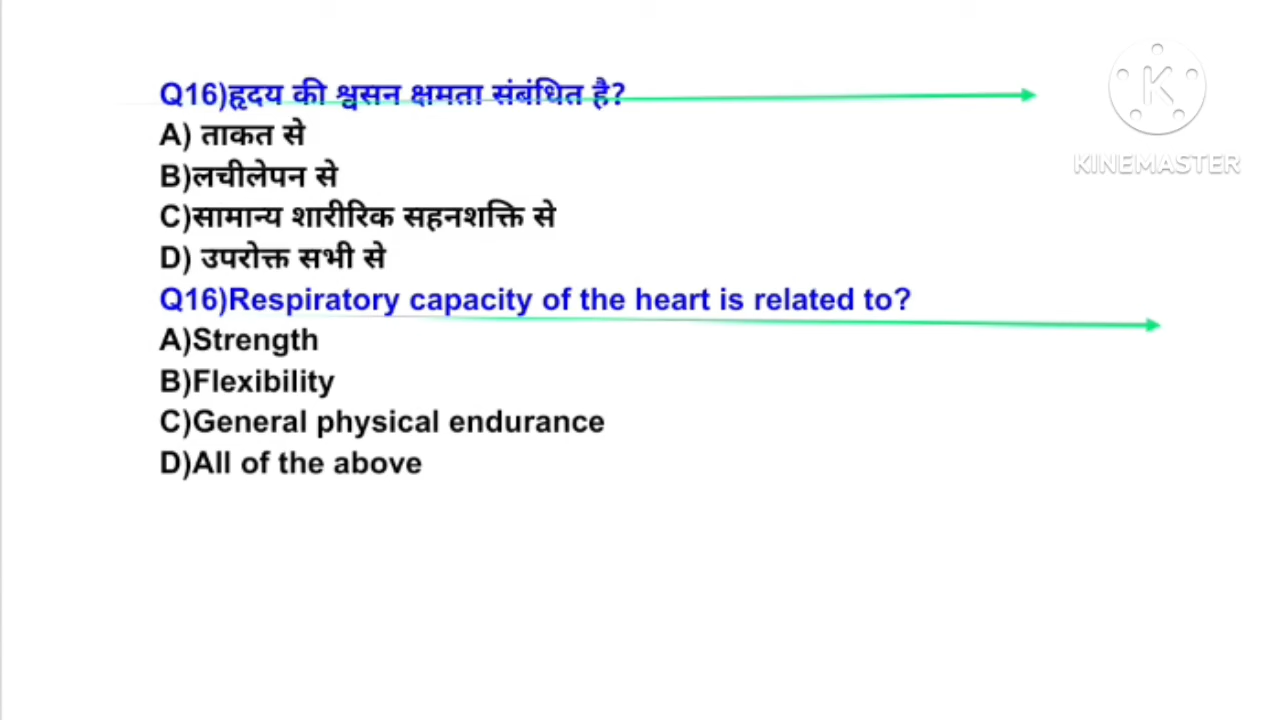 Q16)हृदय की श्वसन क्षमता संबंधित है?
A) ताकत से
B)लचीलेपन से
C)सामान्य शारीरिक सहनशक्ति से
D) उपरोक्त सभी से
Q16)Respiratory capacity of the heart is related to?
A)Strength
B)Flexibility
C)General physical endurance
D)All of the above
K
KINEMASTER